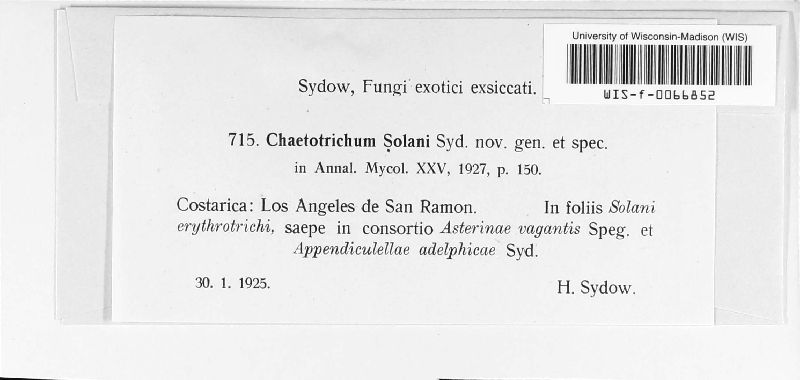 University of Wisconsin-Madison (WIS)
WIS-f-0066852
Sydow, Fungi exotici exsiccati.
715. Chaetotrichum Solani Syd. nov. gen. et spec.
in Annal. Mycol. XXV, 1927, p. 150.
Costarica: Los Angeles de San Ramon. In foliis Solani
erythrotrichi, saepe in consortio Asterinae vagantis Speg. et
Appendiculellae adelphicae Syd.
30. 1. 1925. H. Sydow.